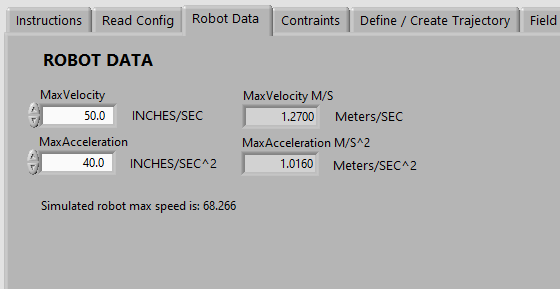 Instructions Read Config Robot Data Contraints Define / Create Trajectory Field
ROBOT DATA
MaxVelocity MaxVelocity M/S
50.0 INCHES/SEC 1.2700 Meters/SEC
MaxAcceleration MaxAcceleration M/S^2
40.0 INCHES/SEC^2 1.0160 Meters/SEC^2
Simulated robot max speed is: 68.266